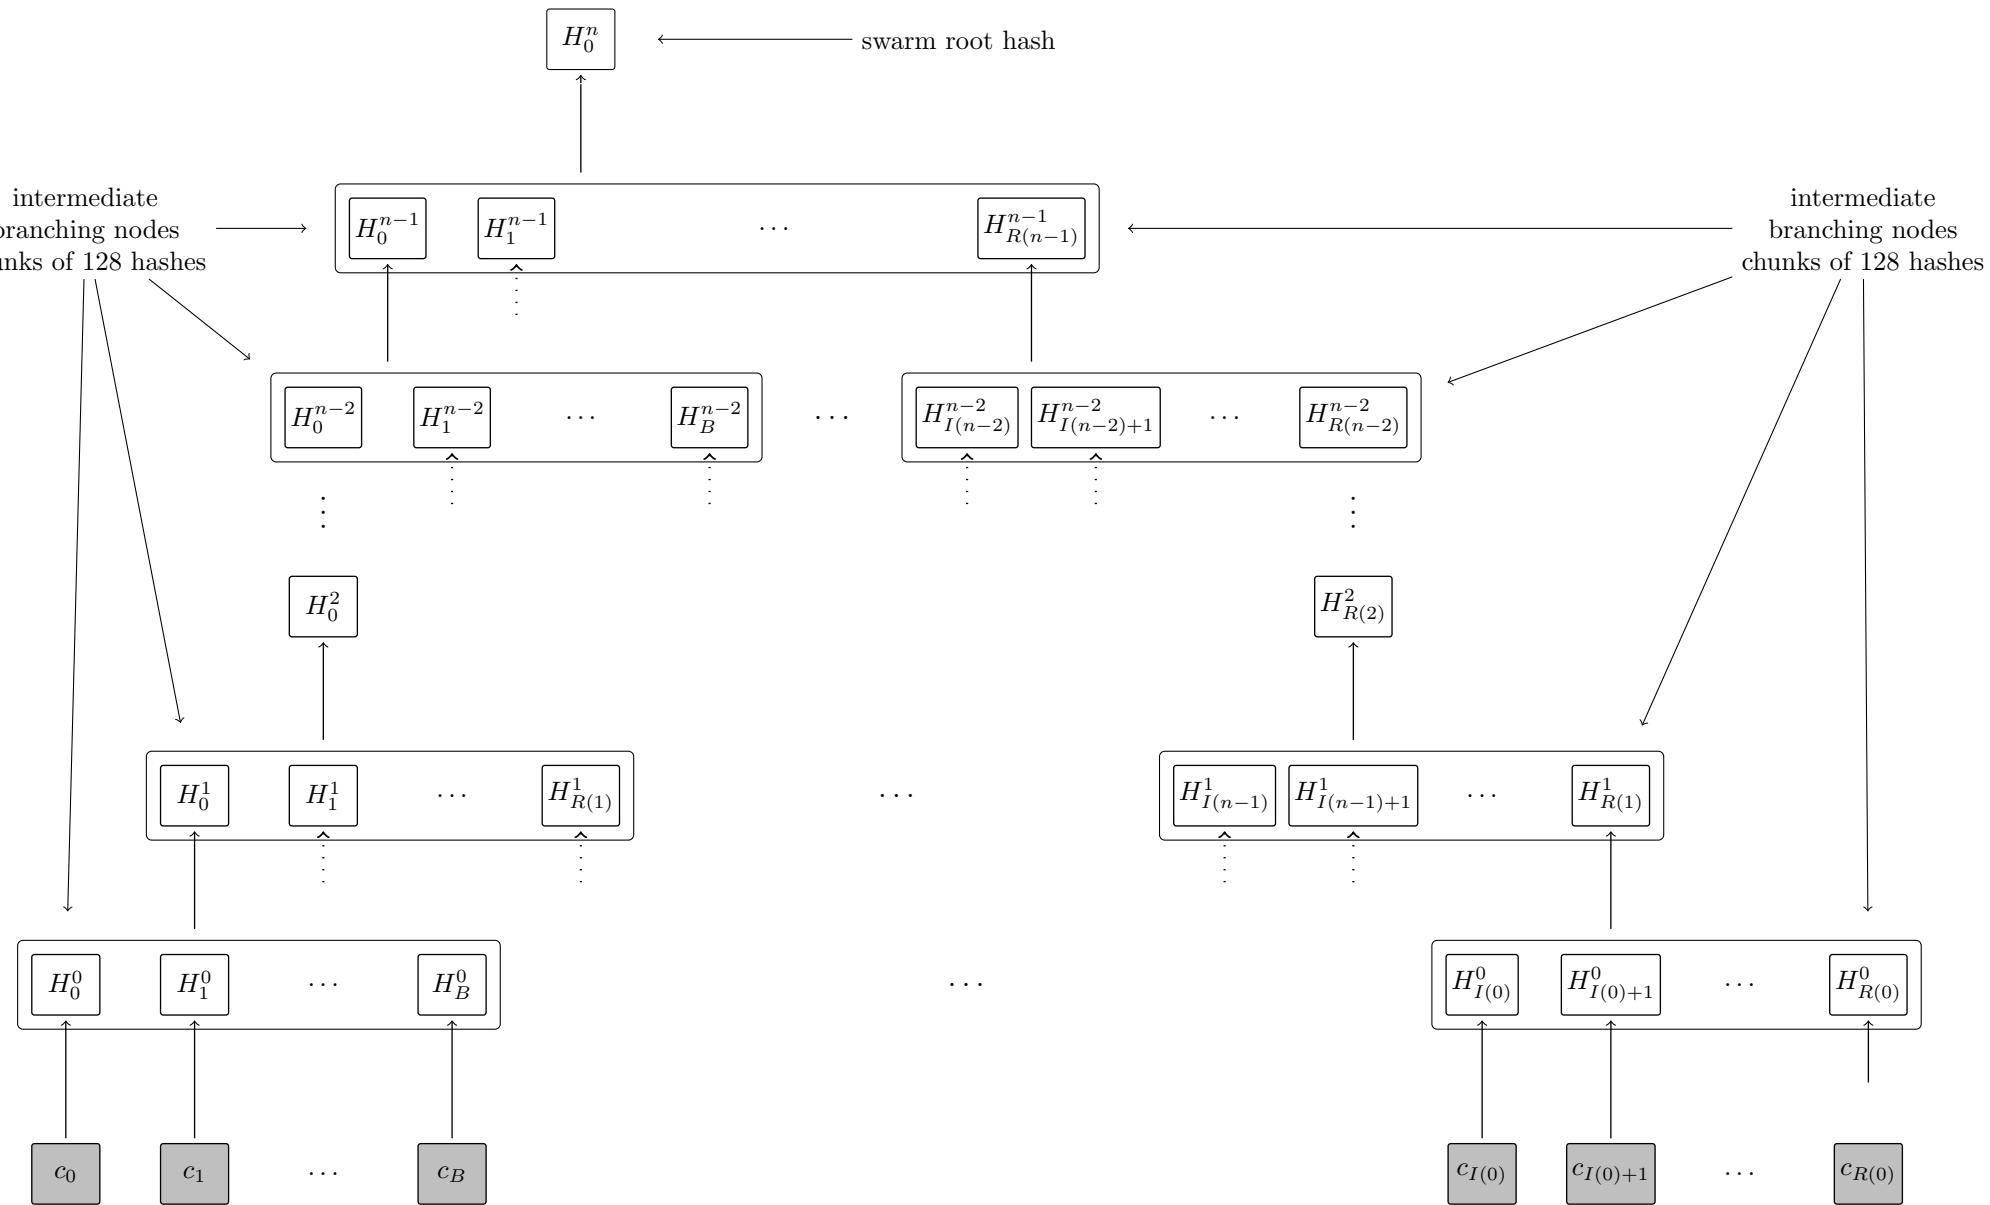 H_0^n swarm root hash
intermediate
branching nodes
unks of 128 hashes
H_0^{n-1} H_1^{n-1} ... H_{R(n-1)}^{n-1}
intermediate
branching nodes
chunks of 128 hashes
H_0^{n-2} H_1^{n-2} ... H_B^{n-2} ... H_{I(n-2)}^{n-2} H_{I(n-2)+1}^{n-2} ... H_{R(n-2)}^{n-2}
H_0^2 H_{R(2)}^2
H_0^1 H_1^1 ... H_{R(1)}^1 ... H_{I(n-1)}^1 H_{I(n-1)+1}^1 ... H_{R(1)}^1
H_0^0 H_1^0 ... H_B^0 ... H_{I(0)}^0 H_{I(0)+1}^0 ... H_{R(0)}^0
c_0 c_1 ... c_B c_{I(0)} c_{I(0)+1} ... c_{R(0)}